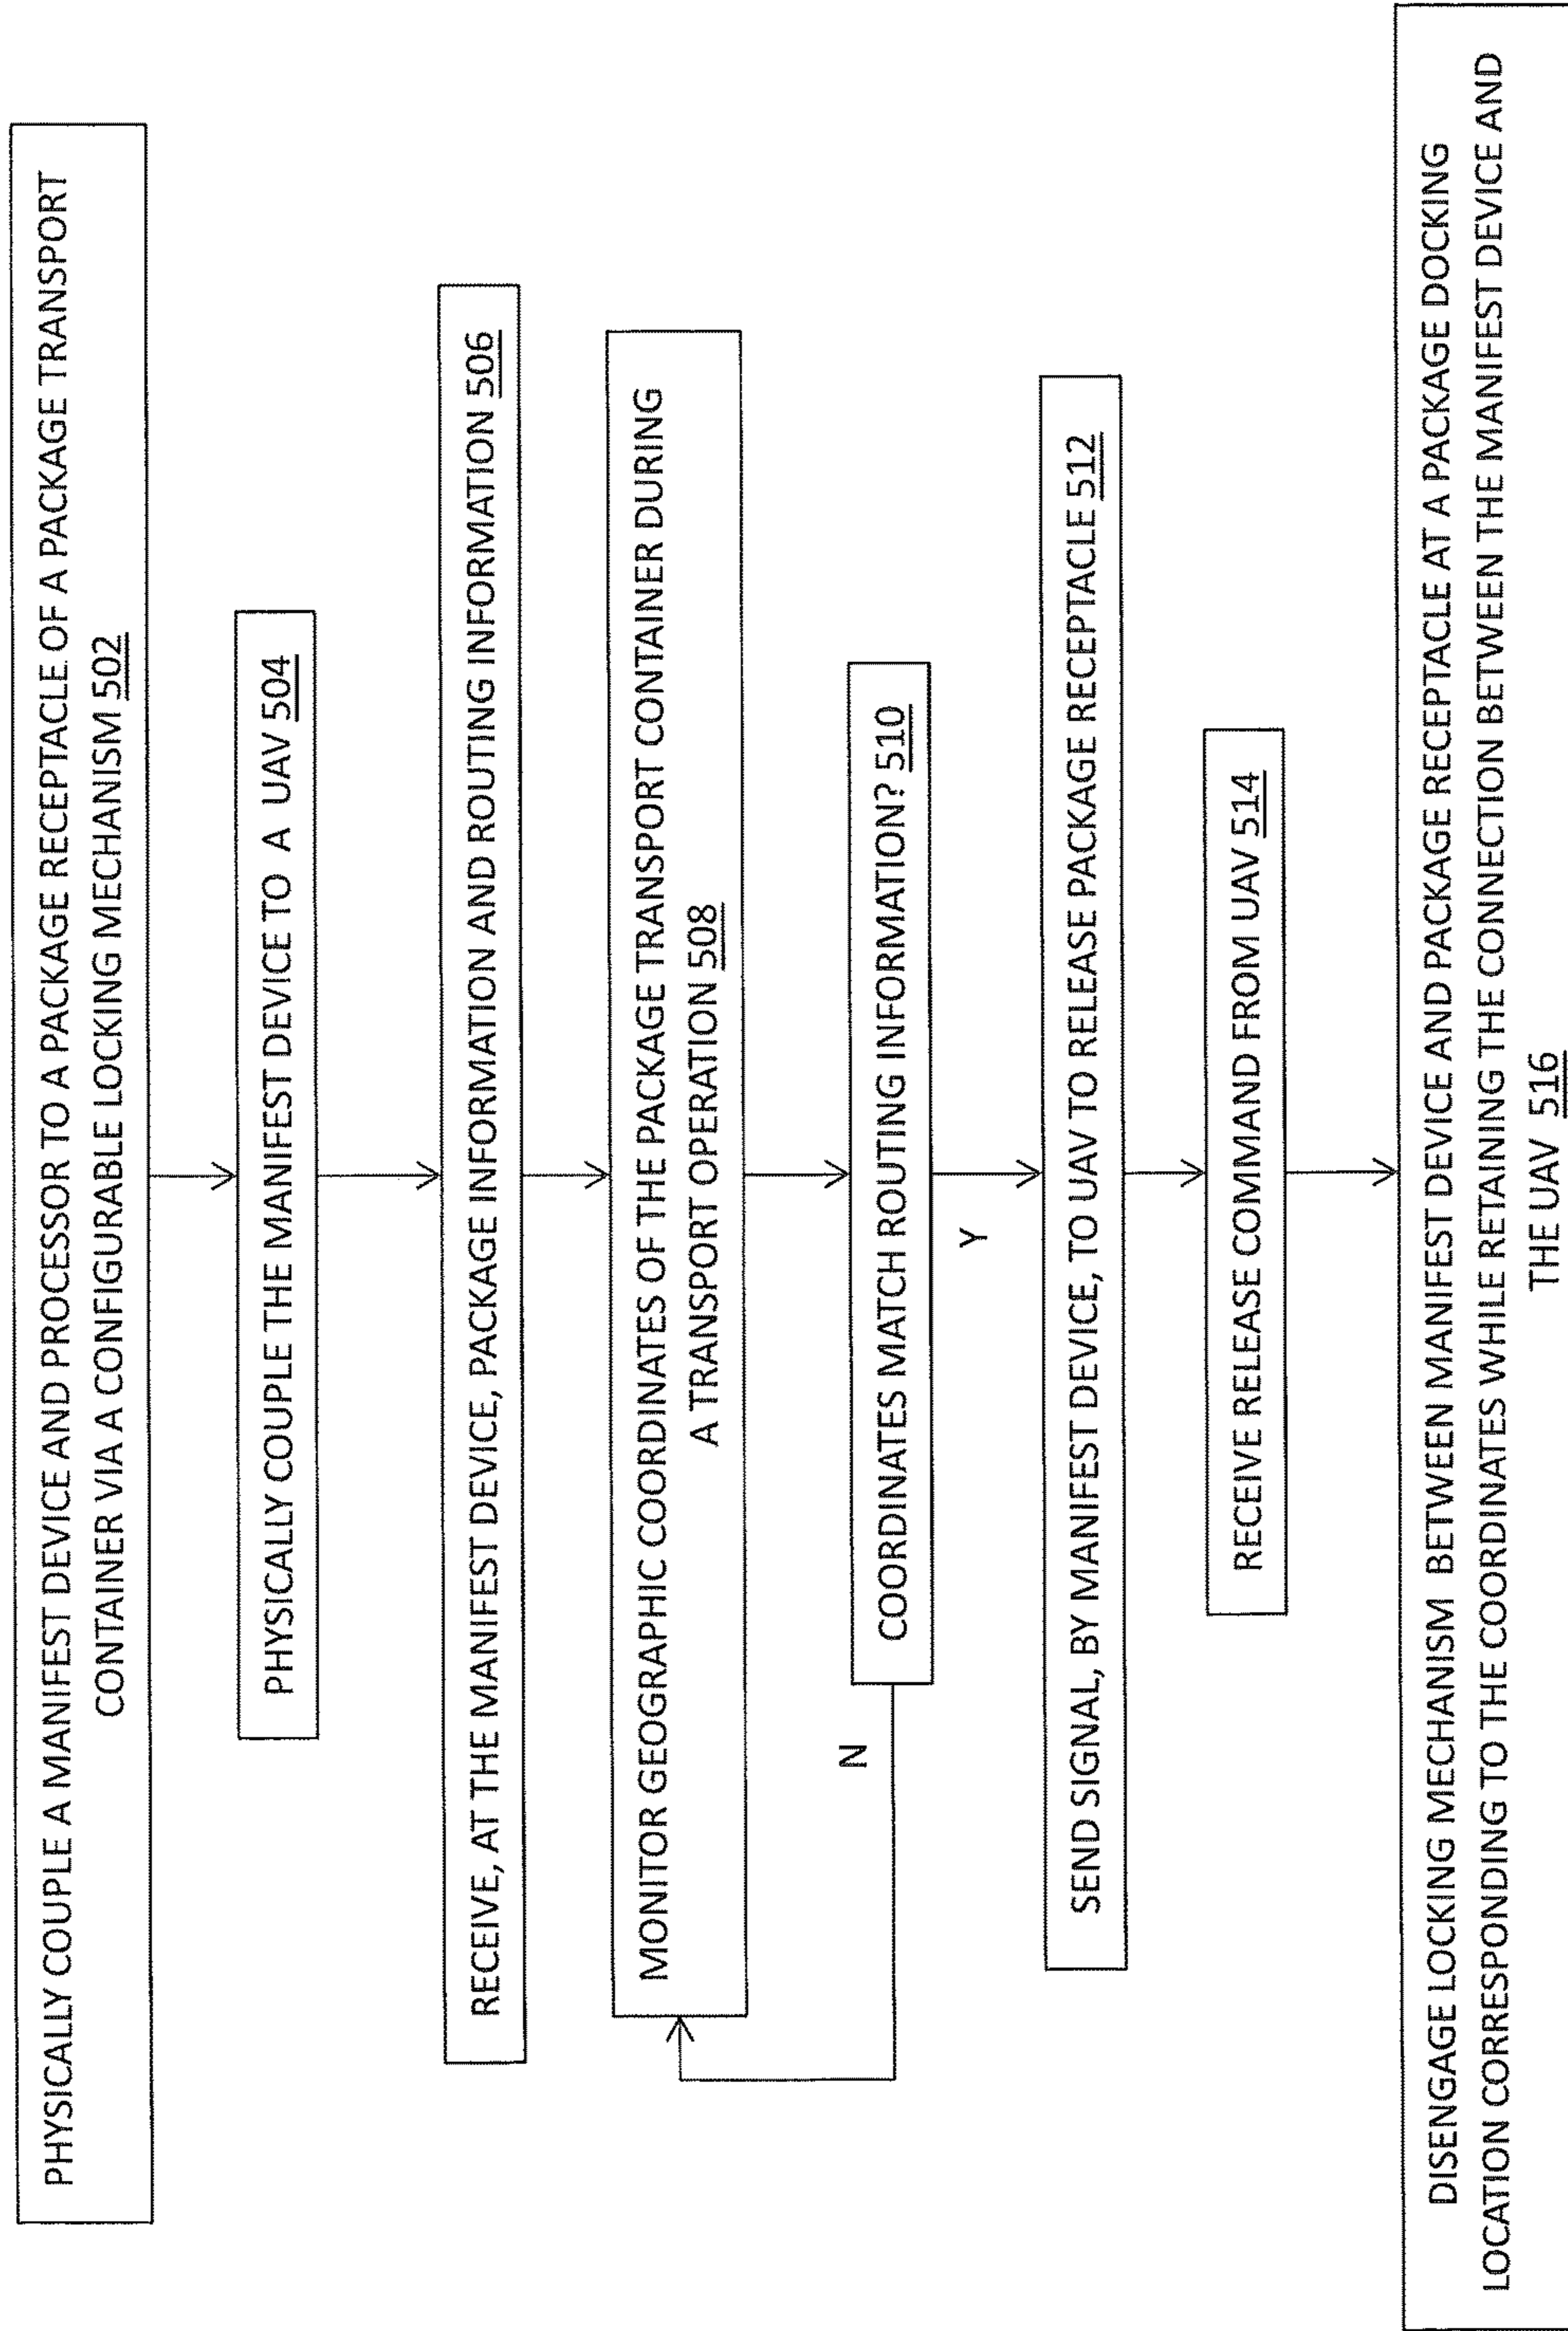 PHYSICALLY COUPLE A MANIFEST DEVICE AND PROCESSOR TO A PACKAGE RECEPTACLE OF A PACKAGE TRANSPORT
CONTAINER VIA A CONFIGURABLE LOCKING MECHANISM 502
PHYSICALLY COUPLE THE MANIFEST DEVICE TO A UAV 504
RECEIVE, AT THE MANIFEST DEVICE, PACKAGE INFORMATION AND ROUTING INFORMATION 506
MONITOR GEOGRAPHIC COORDINATES OF THE PACKAGE TRANSPORT CONTAINER DURING
A TRANSPORT OPERATION 508
COORDINATES MATCH ROUTING INFORMATION? 510
N
Y
SEND SIGNAL, BY MANIFEST DEVICE, TO UAV TO RELEASE PACKAGE RECEPTACLE 512
RECEIVE RELEASE COMMAND FROM UAV 514
DISENGAGE LOCKING MECHANISM BETWEEN MANIFEST DEVICE AND PACKAGE RECEPTACLE AT A PACKAGE DOCKING
LOCATION CORRESPONDING TO THE COORDINATES WHILE RETAINING THE CONNECTION BETWEEN THE MANIFEST DEVICE AND
THE UAV 516